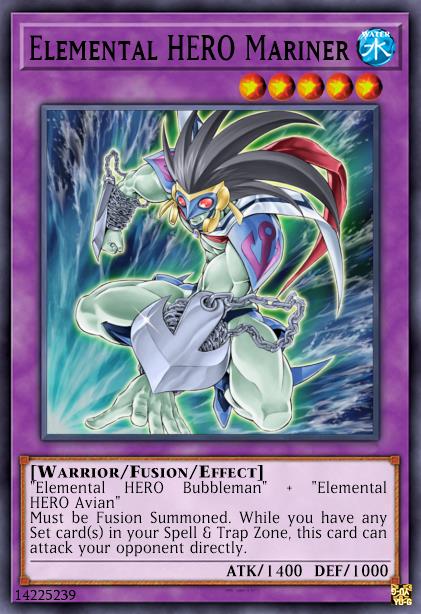 Elemental HERO Mariner
WATER
水
[Warrior/Fusion/Effect]
"Elemental HERO Bubbleman" + "Elemental
HERO Avian"
Must be Fusion Summoned. While you have any
Set card(s) in your Spell & Trap Zone, this card can
attack your opponent directly.
ATK/1400 DEF/1000
14225239